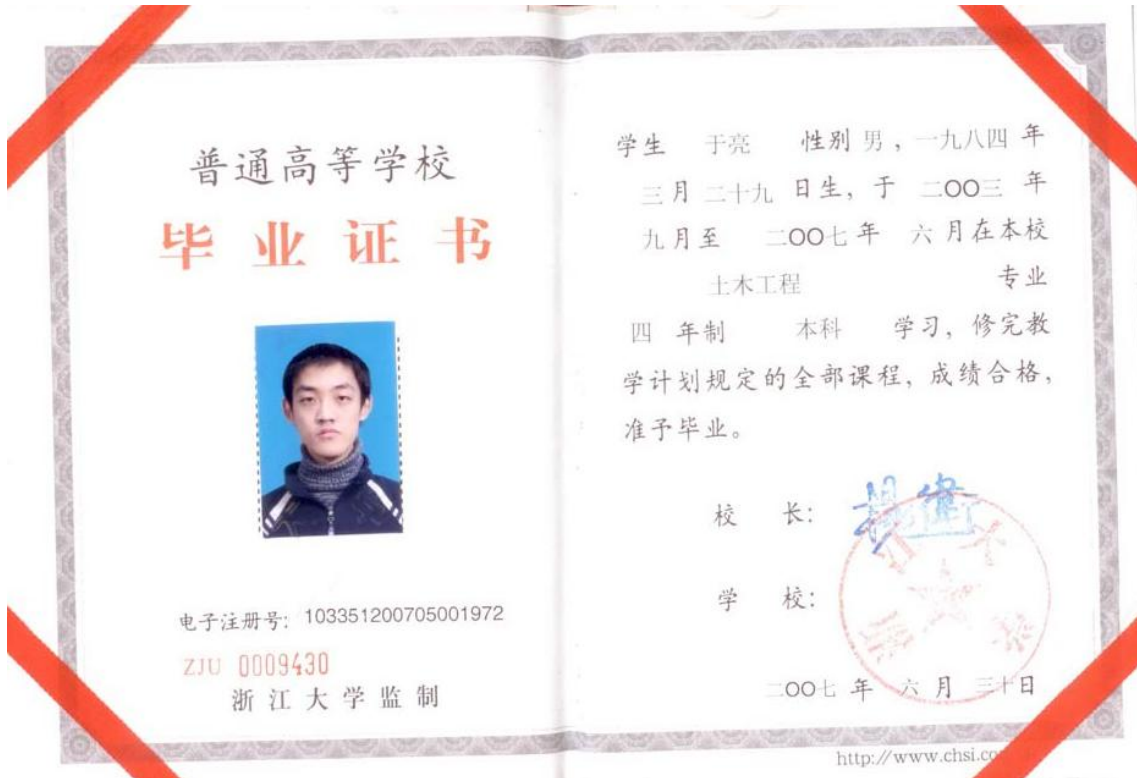 普通高等学校
毕业证书
电子注册号: 103351200705001972
ZJU 0009430
浙江大学监制
学生 于亮 性别 男 , 一九八四 年
三 月 二十九 日生, 于 二OO三 年
九 月至 二OO七 年 六 月在本校
土木工程 专业
四 年制 本科 学习, 修完教
学计划规定的全部课程, 成绩合格,
准予毕业。
校 长: 杨卫
学 校:
浙江大学
二OO七 年 六 月 三十 日
http://www.chsi.co